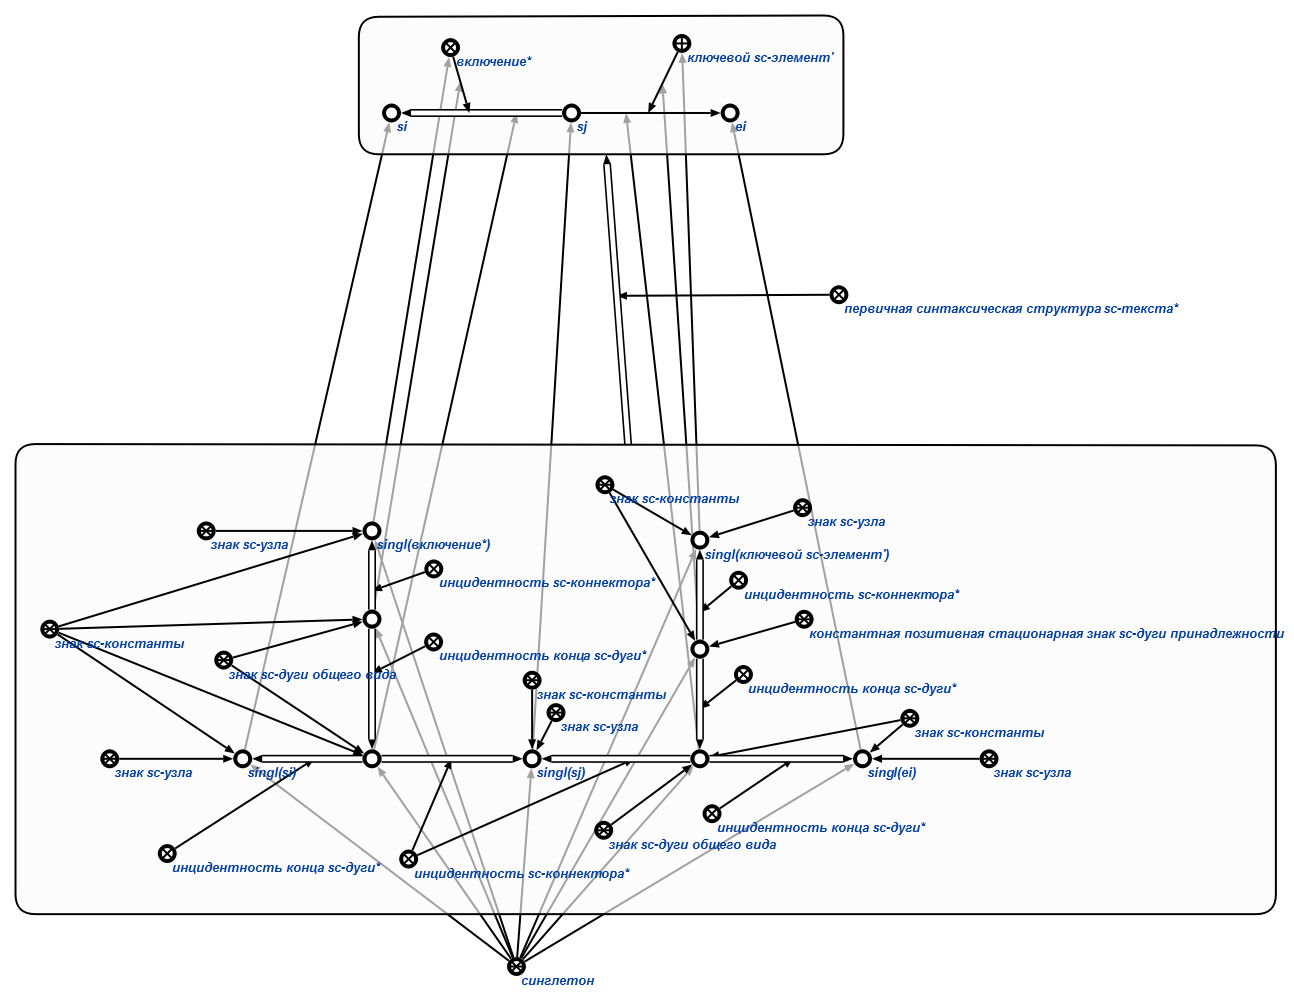 включение*
ключевой sc-элемент'
si
sj
ei
первичная синтаксическая структура sc-текста*
знак sc-константы
знак sc-узла
знак sc-узла
singl(включение*)
singl(ключевой sc-элемент')
инцидентность sc-коннектора*
инцидентность sc-коннектора*
константная позитивная стационарная знак sc-дуги принадлежности
знак sc-константы
инцидентность конца sc-дуги*
знак sc-дуги общего вида
инцидентность конца sc-дуги*
знак sc-константы
знак sc-узла
знак sc-константы
знак sc-узла
singl(si)
singl(sj)
singl(ei)
знак sc-узла
инцидентность конца sc-дуги*
знак sc-дуги общего вида
инцидентность конца sc-дуги*
инцидентность sc-коннектора*
синглетон